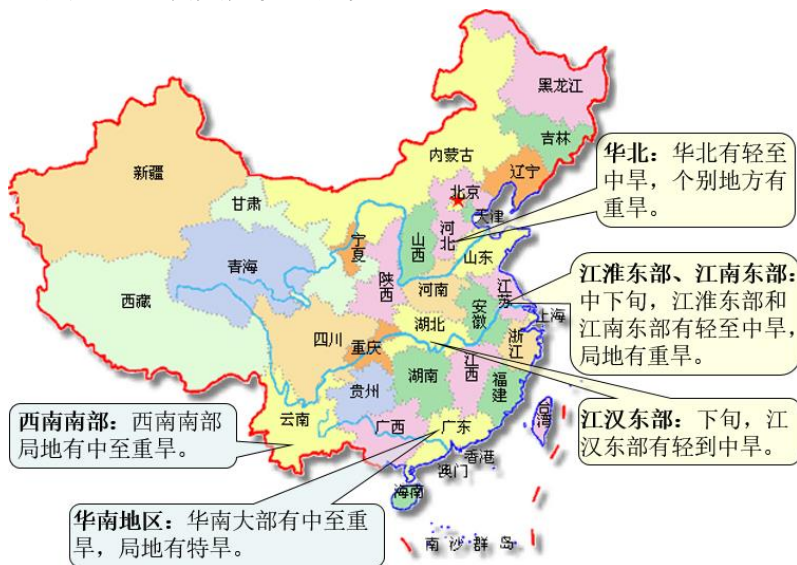 黑龙江
吉林
辽宁
内蒙古
新疆
甘肃
北京
天津
河北
山西
宁夏
陕西
青海
山东
西藏
河南
江苏
安徽
上海
四川
重庆
湖北
浙江
湖南
江西
贵州
福建
云南
广西
广东
台湾
香港
澳门
海南
南沙群岛
华北：华北有轻至
中旱，个别地方有
重旱。
江淮东部、江南东部：
中下旬，江淮东部和
江南东部有轻至中旱，
局地有重旱。
江汉东部：下旬，江
汉东部有轻到中旱。
西南南部：西南南部
局地有中至重旱。
华南地区：华南大部有中至重
旱，局地有特旱。